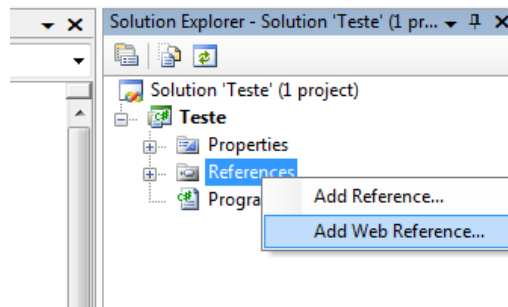 Solution Explorer - Solution 'Teste' (1 pr...
Solution 'Teste' (1 project)
Teste
Properties
References
Add Reference...
Add Web Reference...